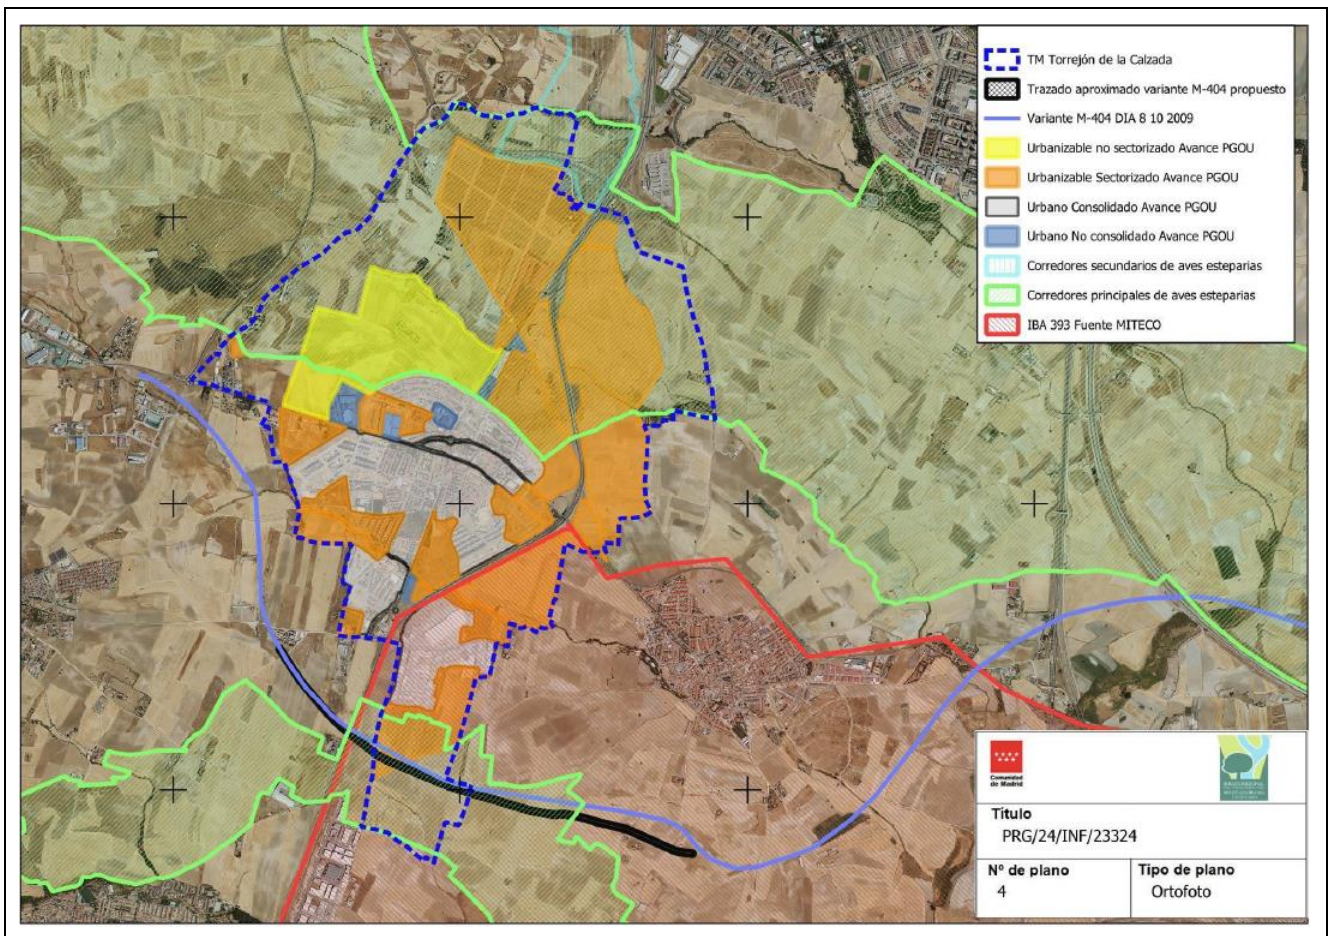 TM Torrejón de la Calzada
Trazado aproximado variante M-404 propuesto
Variante M-404 DIA 8 10 2009
Urbanizable no sectorizado Avance PGOU
Urbanizable Sectorizado Avance PGOU
Urbano Consolidado Avance PGOU
Urbano No consolidado Avance PGOU
Corredores secundarios de aves esteparias
Corredores principales de aves esteparias
IBA 393 Fuente MITECO
Comunidad
de Madrid
Título
PRG/24/INF/23324
Nº de plano
4
Tipo de plano
Ortofoto